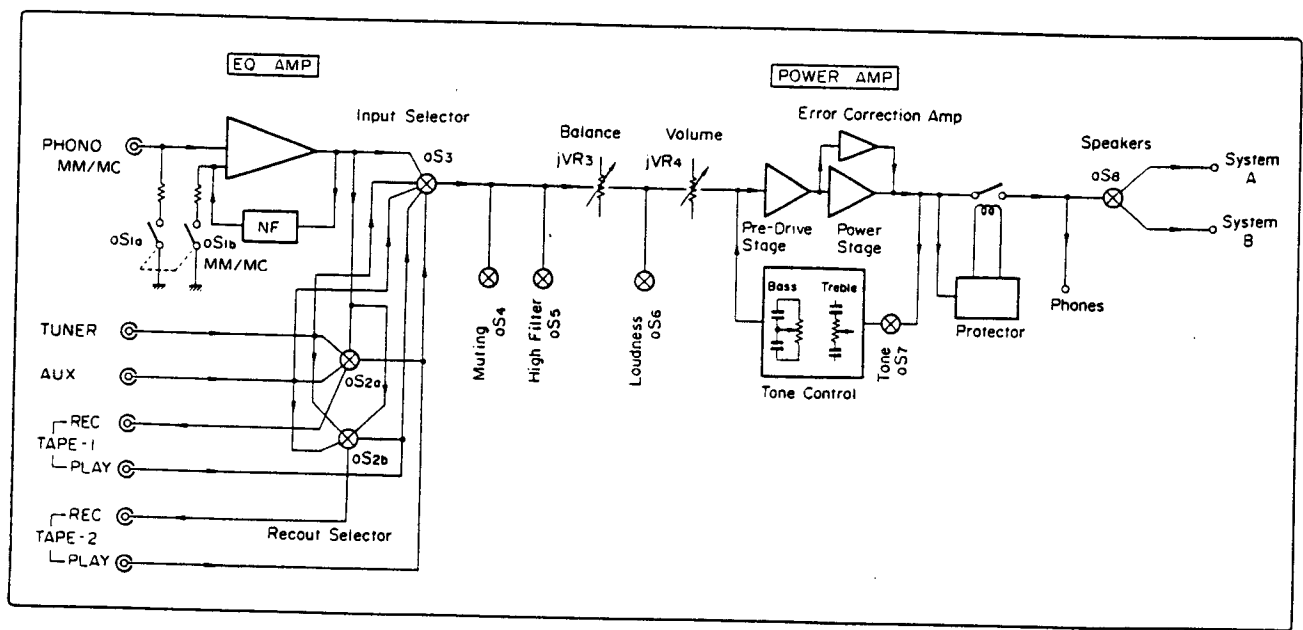 EQ AMP
POWER AMP
Input Selector
oS3
Balance
jVR3
Volume
jVR4
Error Correction Amp
Speakers
oS8
System
A
System
B
PHONO
MM/MC
NF
oS1a
oS1b
MM/MC
Pre-Drive
Stage
Power
Stage
Muting
oS4
High Filter
oS5
Loudness
oS6
Bass
Treble
Tone Control
Tone
oS7
Protector
Phones
TUNER
AUX
oS2a
REC
TAPE-1
PLAY
oS2b
REC
TAPE-2
PLAY
Recout Selector